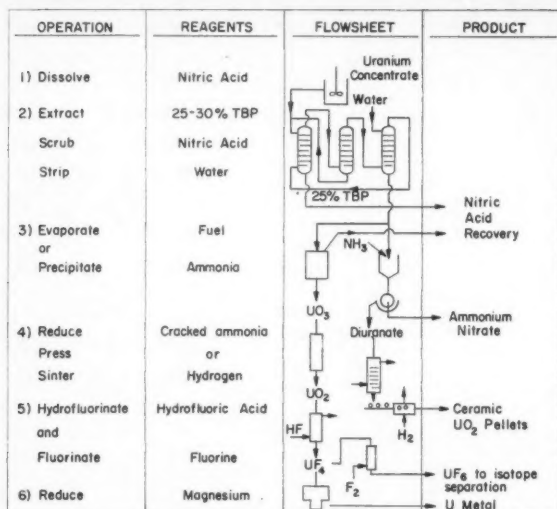 OPERATION REAGENTS FLOWSHEET PRODUCT
1) Dissolve Nitric Acid
Uranium
Concentrate
2) Extract 25-30% TBP
Water
Scrub Nitric Acid
Strip Water
25% TBP
Nitric
Acid
Recovery
3) Evaporate Fuel
or
NH3
Precipitate Ammonia
UO3
Ammonium
Nitrate
Diuranate
4) Reduce Cracked ammonia
Press or
Sinter Hydrogen
UO2
5) Hydrofluorinate Hydrofluoric Acid
Ceramic
UO2 Pellets
and
HF
H2
Fluorinate Fluorine
UF4
F2
UF6 to isotope
separation
6) Reduce Magnesium
U Metal